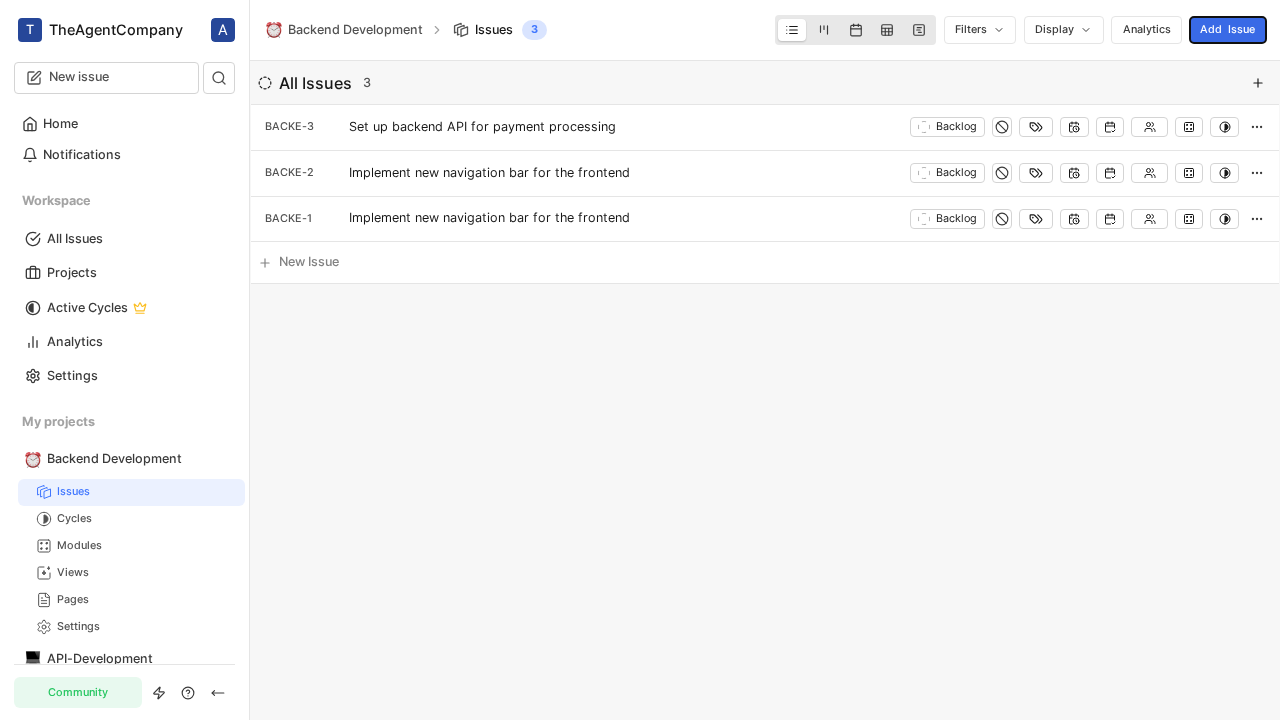 T TheAgentCompany A
New issue
Home
Notifications
Workspace
All Issues
Projects
Active Cycles
Analytics
Settings
My projects
Backend Development
Issues
Cycles
Modules
Views
Pages
Settings
API-Development
Community
Backend Development Issues 3
Filters Display Analytics Add Issue
All Issues 3
BACKE-3 Set up backend API for payment processing Backlog
BACKE-2 Implement new navigation bar for the frontend Backlog
BACKE-1 Implement new navigation bar for the frontend Backlog
New Issue